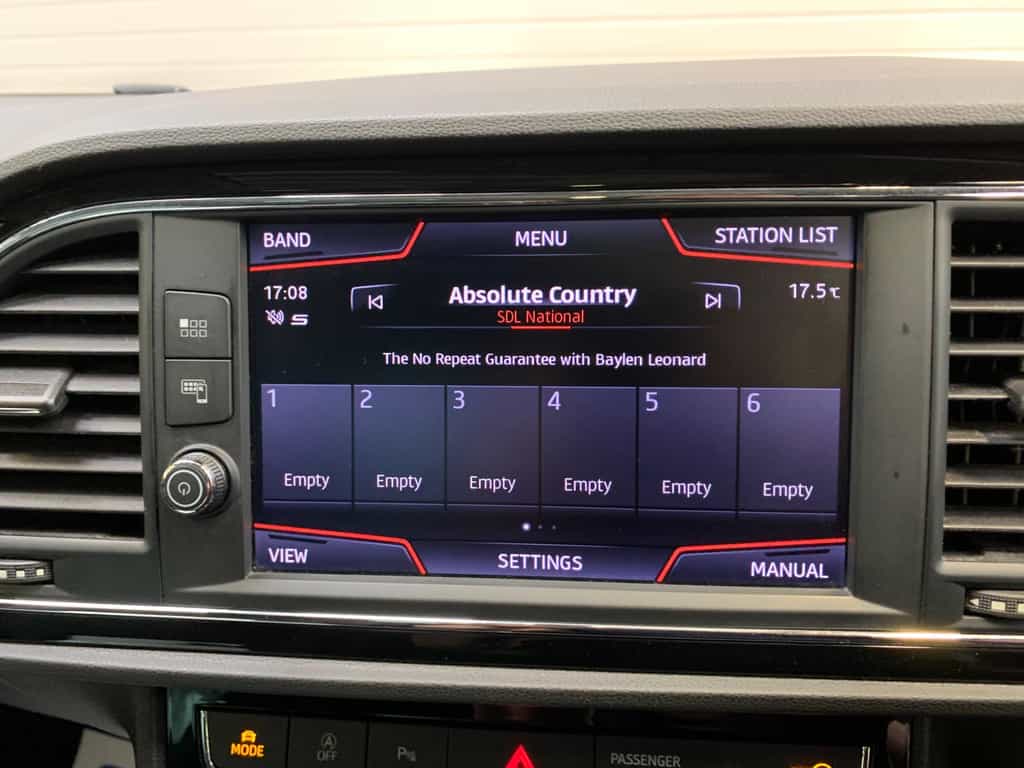 BAND MENU STATION LIST
17:08 Absolute Country 17.5°C
SDL National
The No Repeat Guarantee with Baylen Leonard
1 2 3 4 5 6
Empty Empty Empty Empty Empty Empty
VIEW SETTINGS MANUAL
MODE A OFF P PASSENGER